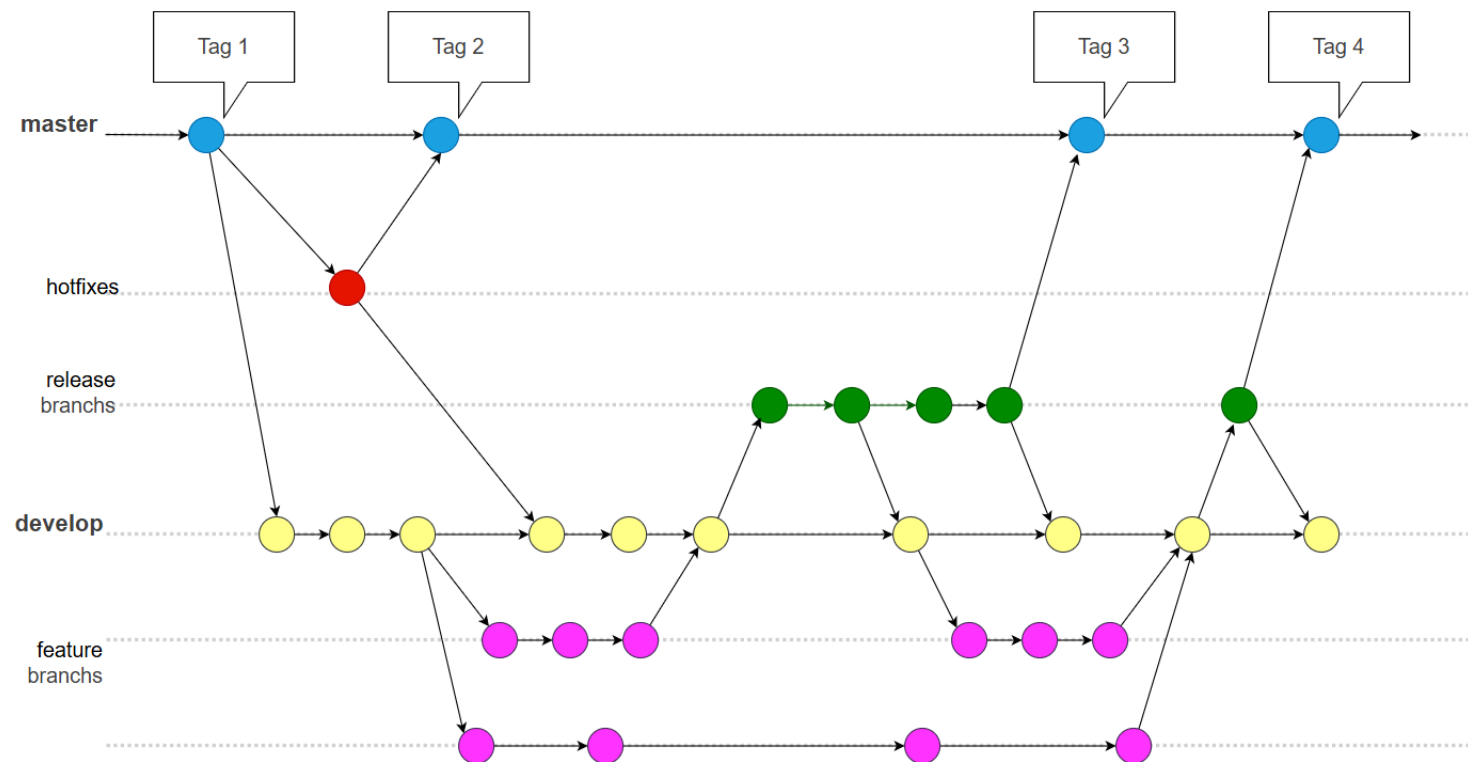 Tag 1
Tag 2
Tag 3
Tag 4
master
hotfixes
release
branchs
develop
feature
branchs